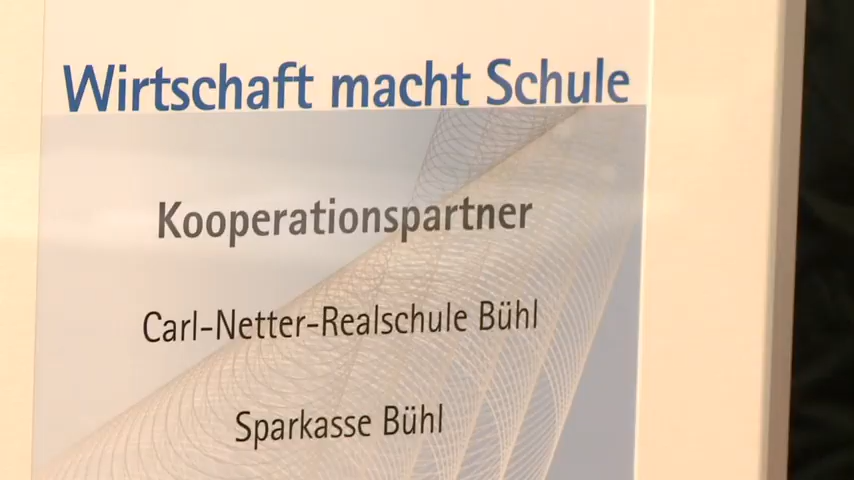 Wirtschaft macht Schule
Kooperationspartner
Carl-Netter-Realschule Bühl
Sparkasse Bühl